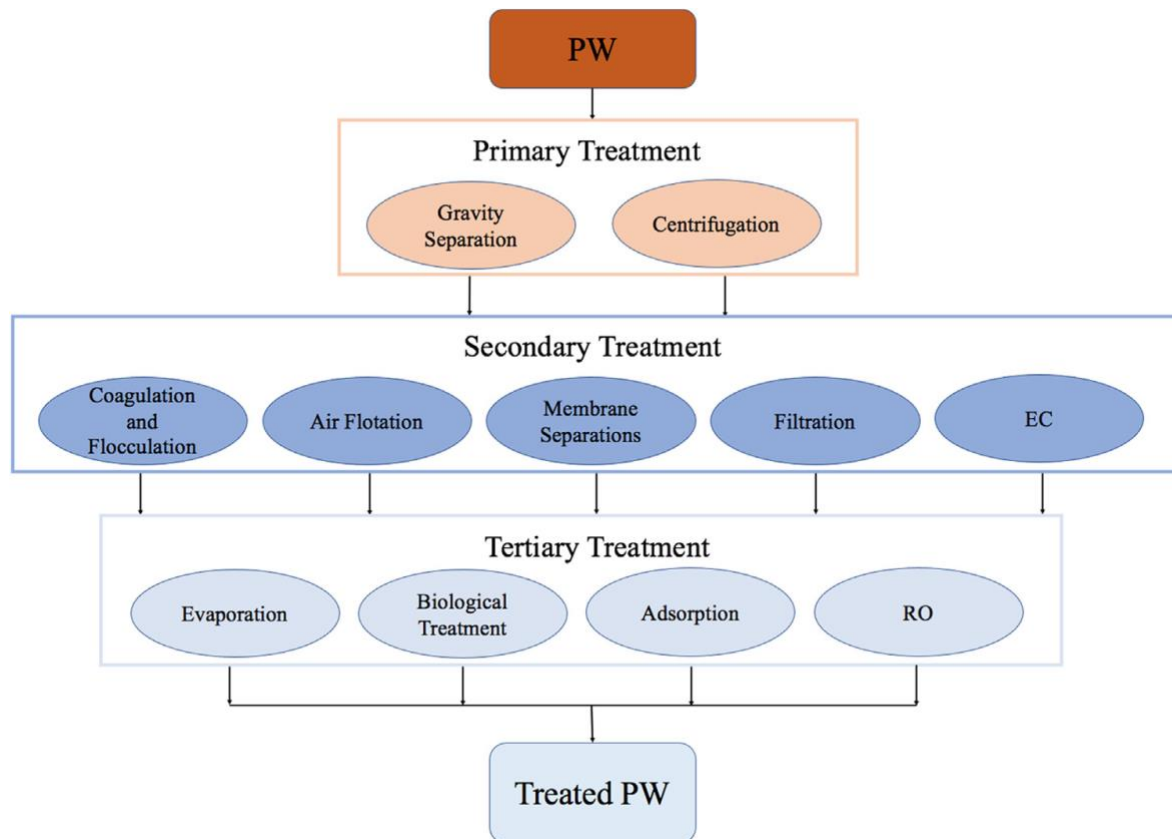 PW
Primary Treatment
Gravity
Separation
Centrifugation
Secondary Treatment
Coagulation
and
Flocculation
Air Flotation
Membrane
Separations
Filtration
EC
Tertiary Treatment
Evaporation
Biological
Treatment
Adsorption
RO
Treated PW